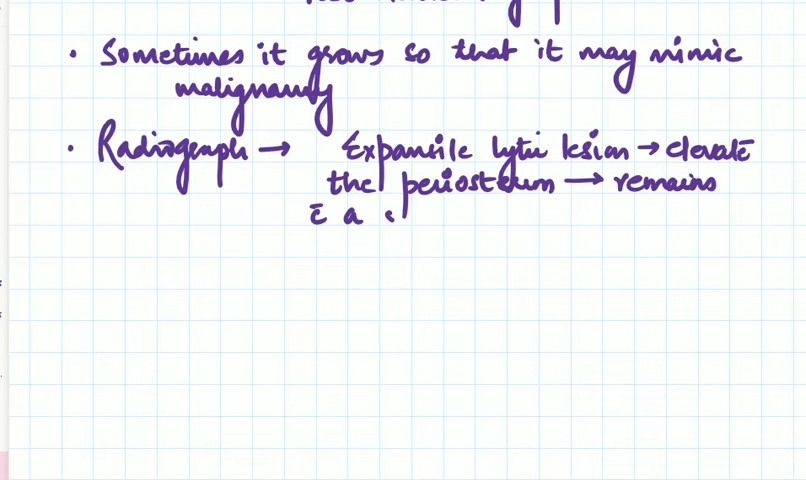 • Sometimes it grows so that it may mimic
malignancy
• Radiograph → Expansile lytic lesion → elevate
the periosteum → remains
c̄ a